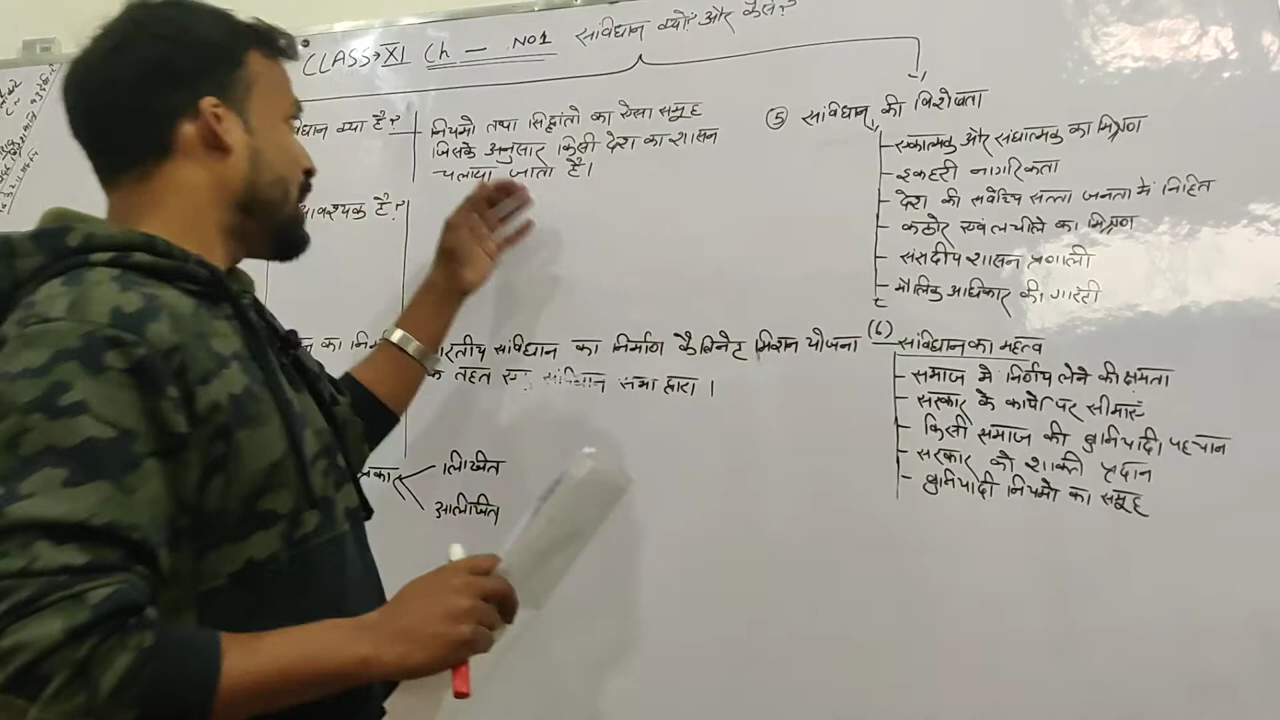 CLASS→XI Ch — NO1 संविधान क्यों और कैसे?
विधान क्या है?
नियमो तथा सिद्धांतो का ऐसा समूह
जिसके अनुसार किसी देश का शासन
चलाया जाता है।
आवश्यक है?
का
भारतीय संविधान का निर्माण कैबिनेट मिशन योजना
के तहत संविधान सभा द्वारा।
प्रकार
लिखित
अलिखित
⑤ संविधान की विशेषता
- एकात्मक और संघात्मक का मिश्रण
- इकहरी नागरिकता
- देश की सर्वोच्च सत्ता जनता में निहित
- कठोर एवं लचीले का मिश्रण
- संसदीय शासन प्रणाली
- मौलिक अधिकार की गारंटी
(6) संविधान का महत्व
- समाज मे निर्णय लेने की क्षमता
- सरकार के कार्यो पर सीमाएं
- किसी समाज की बुनियादी पहचान
- सरकार को शक्ती प्रदान
- बुनियादी नियमो का समूह